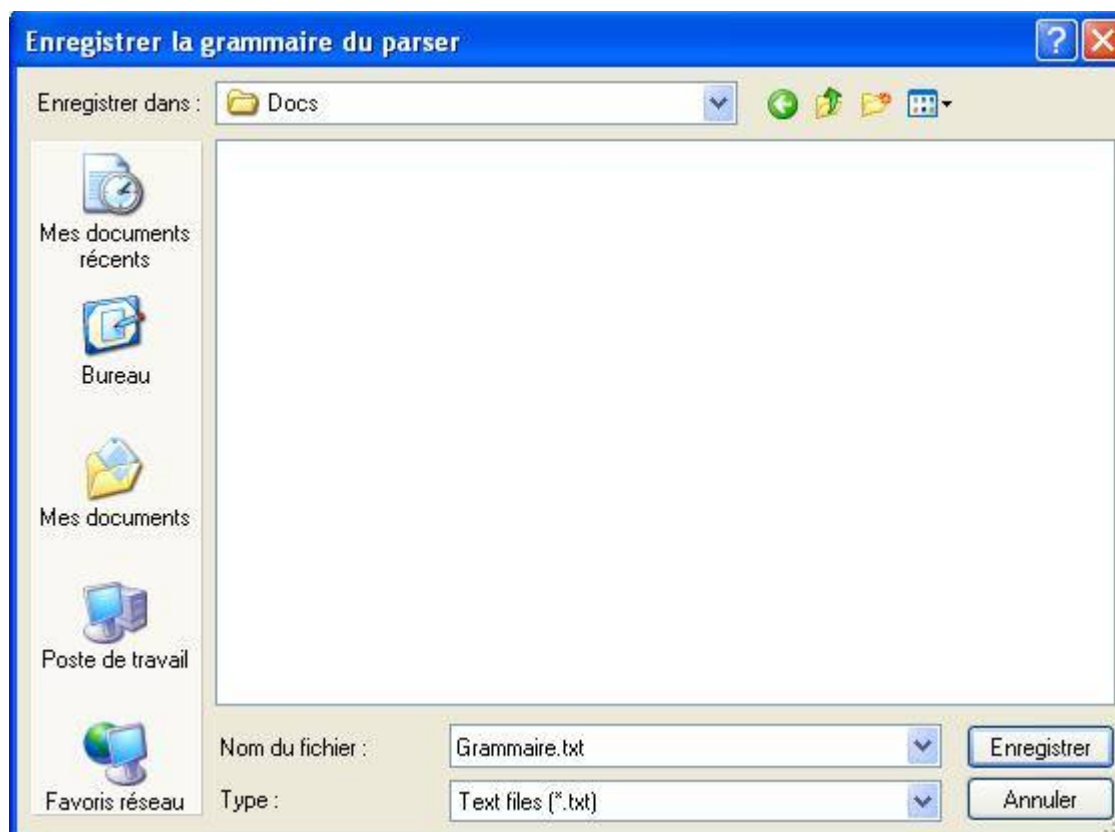 Enregistrer la grammaire du parser
Enregistrer dans :
Docs
Mes documents
récents
Bureau
Mes documents
Poste de travail
Favoris réseau
Nom du fichier :
Grammaire.txt
Enregistrer
Type :
Text files (*.txt)
Annuler